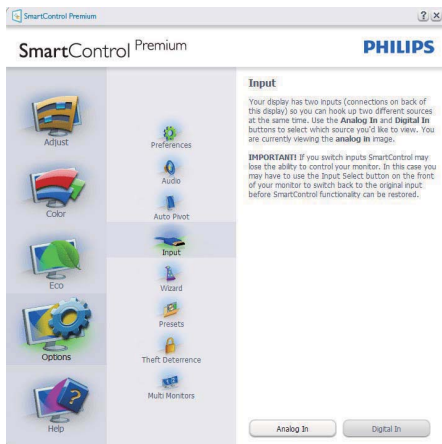 SmartControl Premium
SmartControl Premium
PHILIPS
Adjust
Color
Eco
Options
Help
Preferences
Audio
Auto Pivot
Input
Wizard
Presets
Theft Deterrence
Multi Monitors
Input
Your display has two inputs (connections on back of
this display) so you can hook up two different sources
at the same time. Use the Analog In and Digital In
buttons to select which source you'd like to view. You
are currently viewing the analog in image.
IMPORTANT! If you switch inputs SmartControl may
lose the ability to control your monitor. In this case you
may have to use the Input Select button on the front
of your monitor to switch back to the original input
before SmartControl functionality can be restored.
Analog In
Digital In